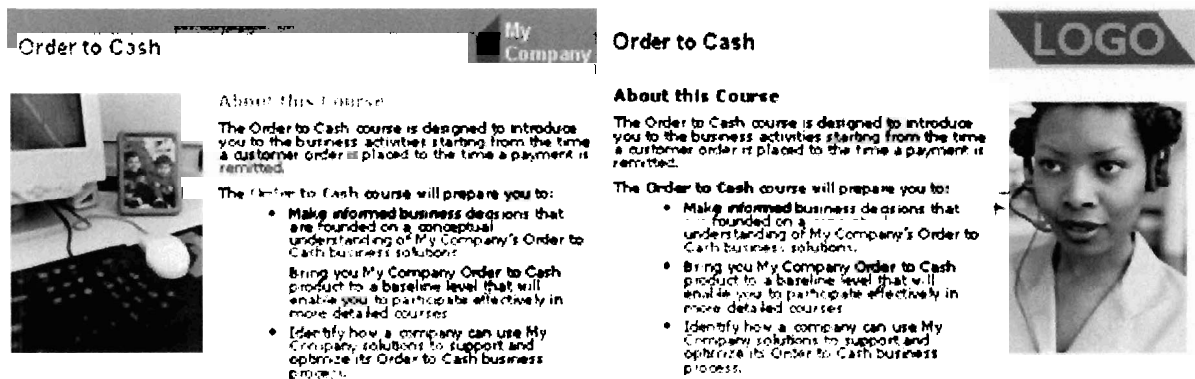 Order to Cash
My
Company
About this Course
The Order to Cash course is designed to introduce
you to the business activities starting from the time
a customer order is placed to the time a payment is
remitted.
The Order to Cash course will prepare you to:
• Make informed business decisions that
are founded on a conceptual
understanding of My Company's Order to
Cash business solutions.
Bring you My Company Order to Cash
product to a baseline level that will
enable you to participate effectively in
more detailed courses
• Identify how a company can use My
Company solutions to support and
optimize its Order to Cash business
process.
Order to Cash
LOGO
About this Course
The Order to Cash course is designed to introduce
you to the business activities starting from the time
a customer order is placed to the time a payment is
remitted.
The Order to Cash course will prepare you to:
• Make informed business decisions that
are founded on a
understanding of My Company's Order to
Cash business solutions.
• Bring you My Company Order to Cash
product to a baseline level that will
enable you to participate effectively in
more detailed courses
• Identify how a company can use My
Company solutions to support and
optimize its Order to Cash business
process.